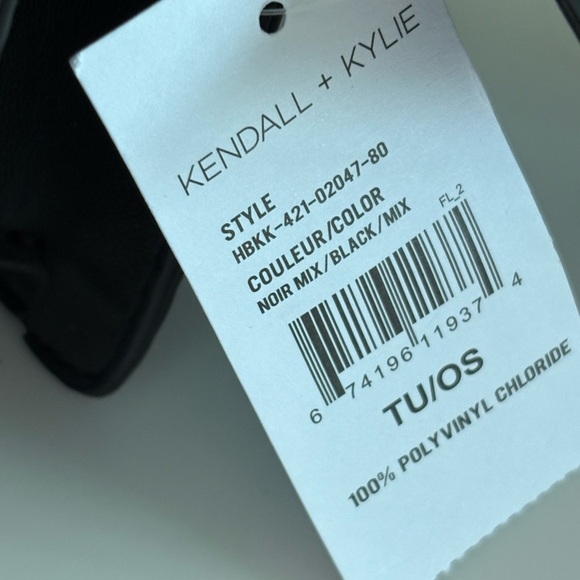 KENDALL + KYLIE
STYLE
HBKK-421-02047-80
COULEUR/COLOR
NOIR MIX/BLACK/MIX
FL_2
6 74196 11937 4
TU/OS
100% POLYVINYL CHLORIDE